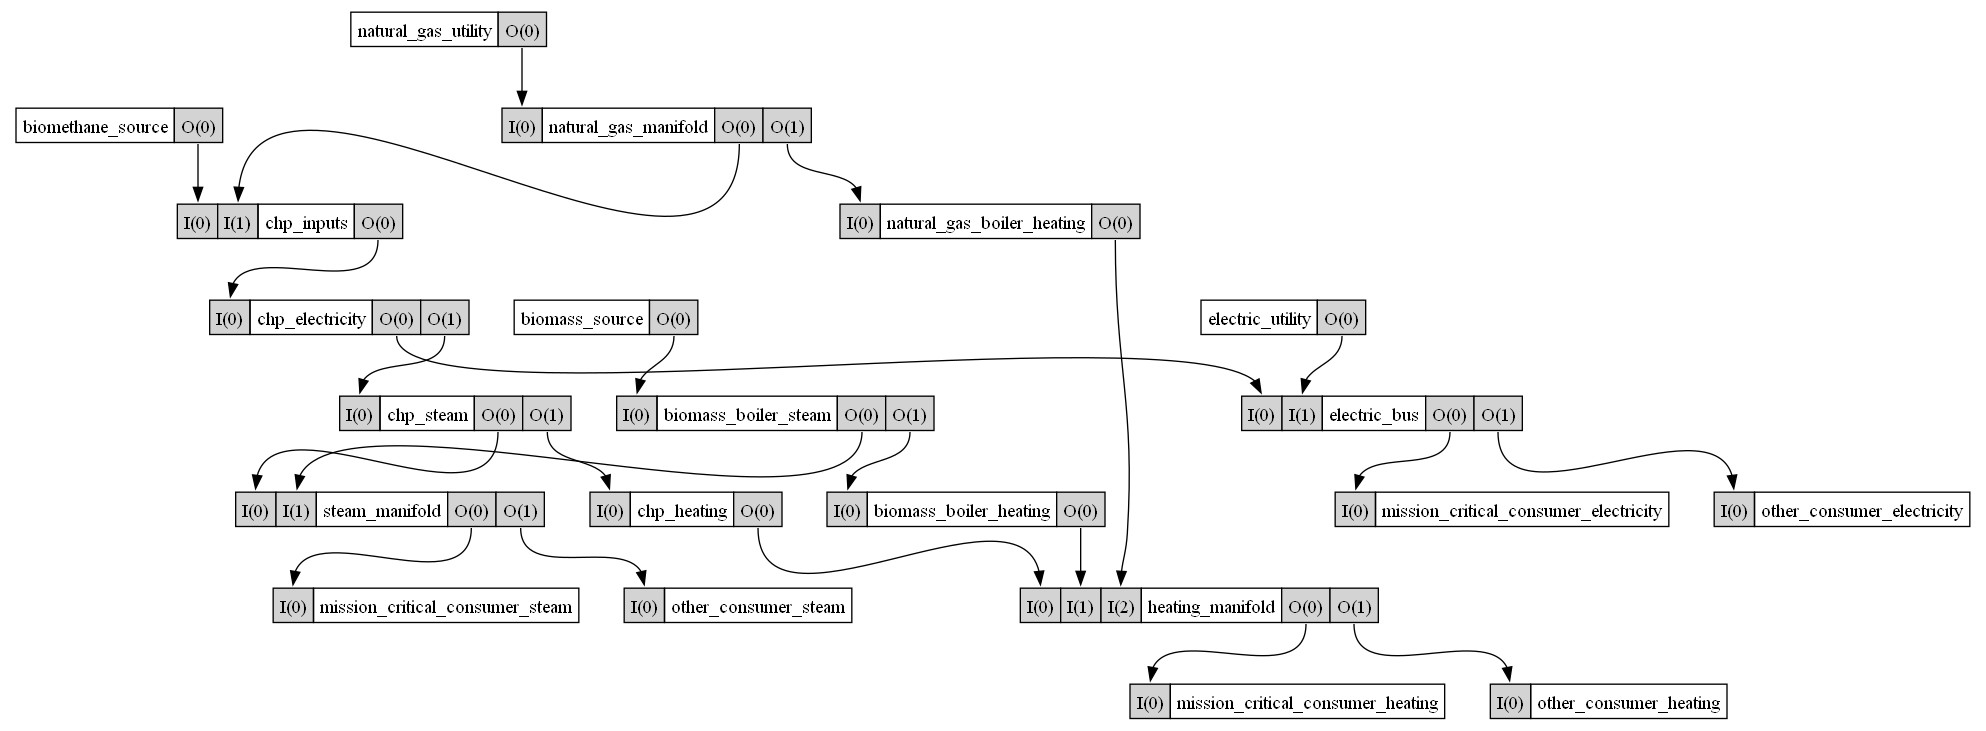 natural_gas_utility O(0)
biomethane_source O(0)
I(0) natural_gas_manifold O(0) O(1)
I(0) I(1) chp_inputs O(0)
I(0) natural_gas_boiler_heating O(0)
I(0) chp_electricity O(0) O(1)
biomass_source O(0)
electric_utility O(0)
I(0) chp_steam O(0) O(1)
I(0) biomass_boiler_steam O(0) O(1)
I(0) I(1) electric_bus O(0) O(1)
I(0) I(1) steam_manifold O(0) O(1)
I(0) chp_heating O(0)
I(0) biomass_boiler_heating O(0)
I(0) mission_critical_consumer_electricity
I(0) other_consumer_electricity
I(0) mission_critical_consumer_steam
I(0) other_consumer_steam
I(0) I(1) I(2) heating_manifold O(0) O(1)
I(0) mission_critical_consumer_heating
I(0) other_consumer_heating